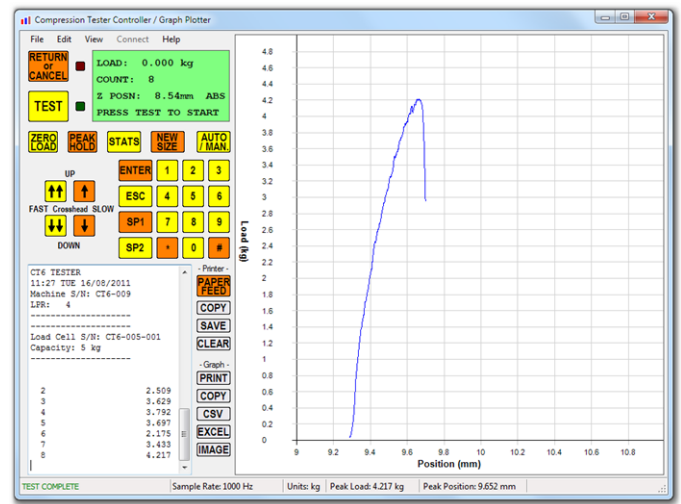 Compression Tester Controller / Graph Plotter
File Edit View Connect Help
RETURN or CANCEL
LOAD: 0.000 kg
COUNT: 8
Z POSN: 8.54mm ABS
PRESS TEST TO START
TEST
ZERO LOAD
PEAK HOLD
STATS
NEW SIZE
AUTO / MAN.
UP
FAST Crosshead SLOW
DOWN
ENTER 1 2 3
ESC 4 5 6
SP1 7 8 9
SP2 * 0 #
CT6 TESTER
11:27 TUE 16/08/2011
Machine S/N: CT6-009
LPR: 4
--------------------
--------------------
Load Cell S/N: CT6-005-001
Capacity: 5 kg
--------------------
2 2.509
3 3.629
4 3.792
5 3.697
6 2.175
7 3.433
8 4.217
- Printer -
PAPER FEED
COPY
SAVE
CLEAR
- Graph -
PRINT
COPY
CSV
EXCEL
IMAGE
Load (kg)
4.8
4.6
4.4
4.2
4
3.8
3.6
3.4
3.2
3
2.8
2.6
2.4
2.2
2
1.8
1.6
1.4
1.2
1
0.8
0.6
0.4
0.2
0
9 9.2 9.4 9.6 9.8 10 10.2 10.4 10.6 10.8
Position (mm)
TEST COMPLETE Sample Rate: 1000 Hz Units: kg Peak Load: 4.217 kg Peak Position: 9.652 mm